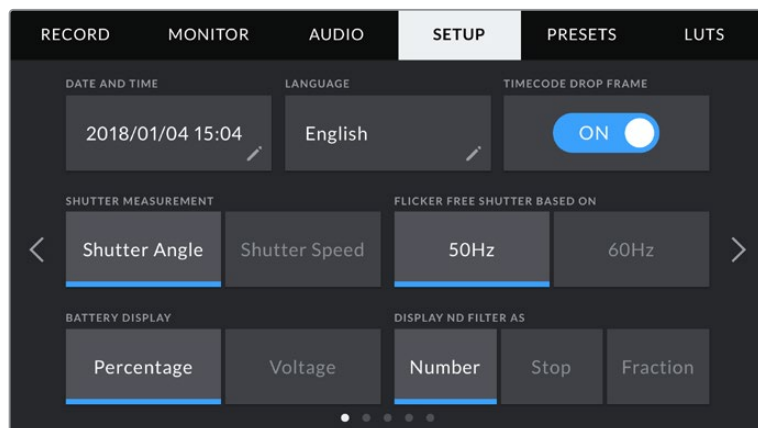 RECORD MONITOR AUDIO SETUP PRESETS LUTS
DATE AND TIME LANGUAGE TIMECODE DROP FRAME
2018/01/04 15:04 English ON
SHUTTER MEASUREMENT FLICKER FREE SHUTTER BASED ON
Shutter Angle Shutter Speed 50Hz 60Hz
BATTERY DISPLAY DISPLAY ND FILTER AS
Percentage Voltage Number Stop Fraction